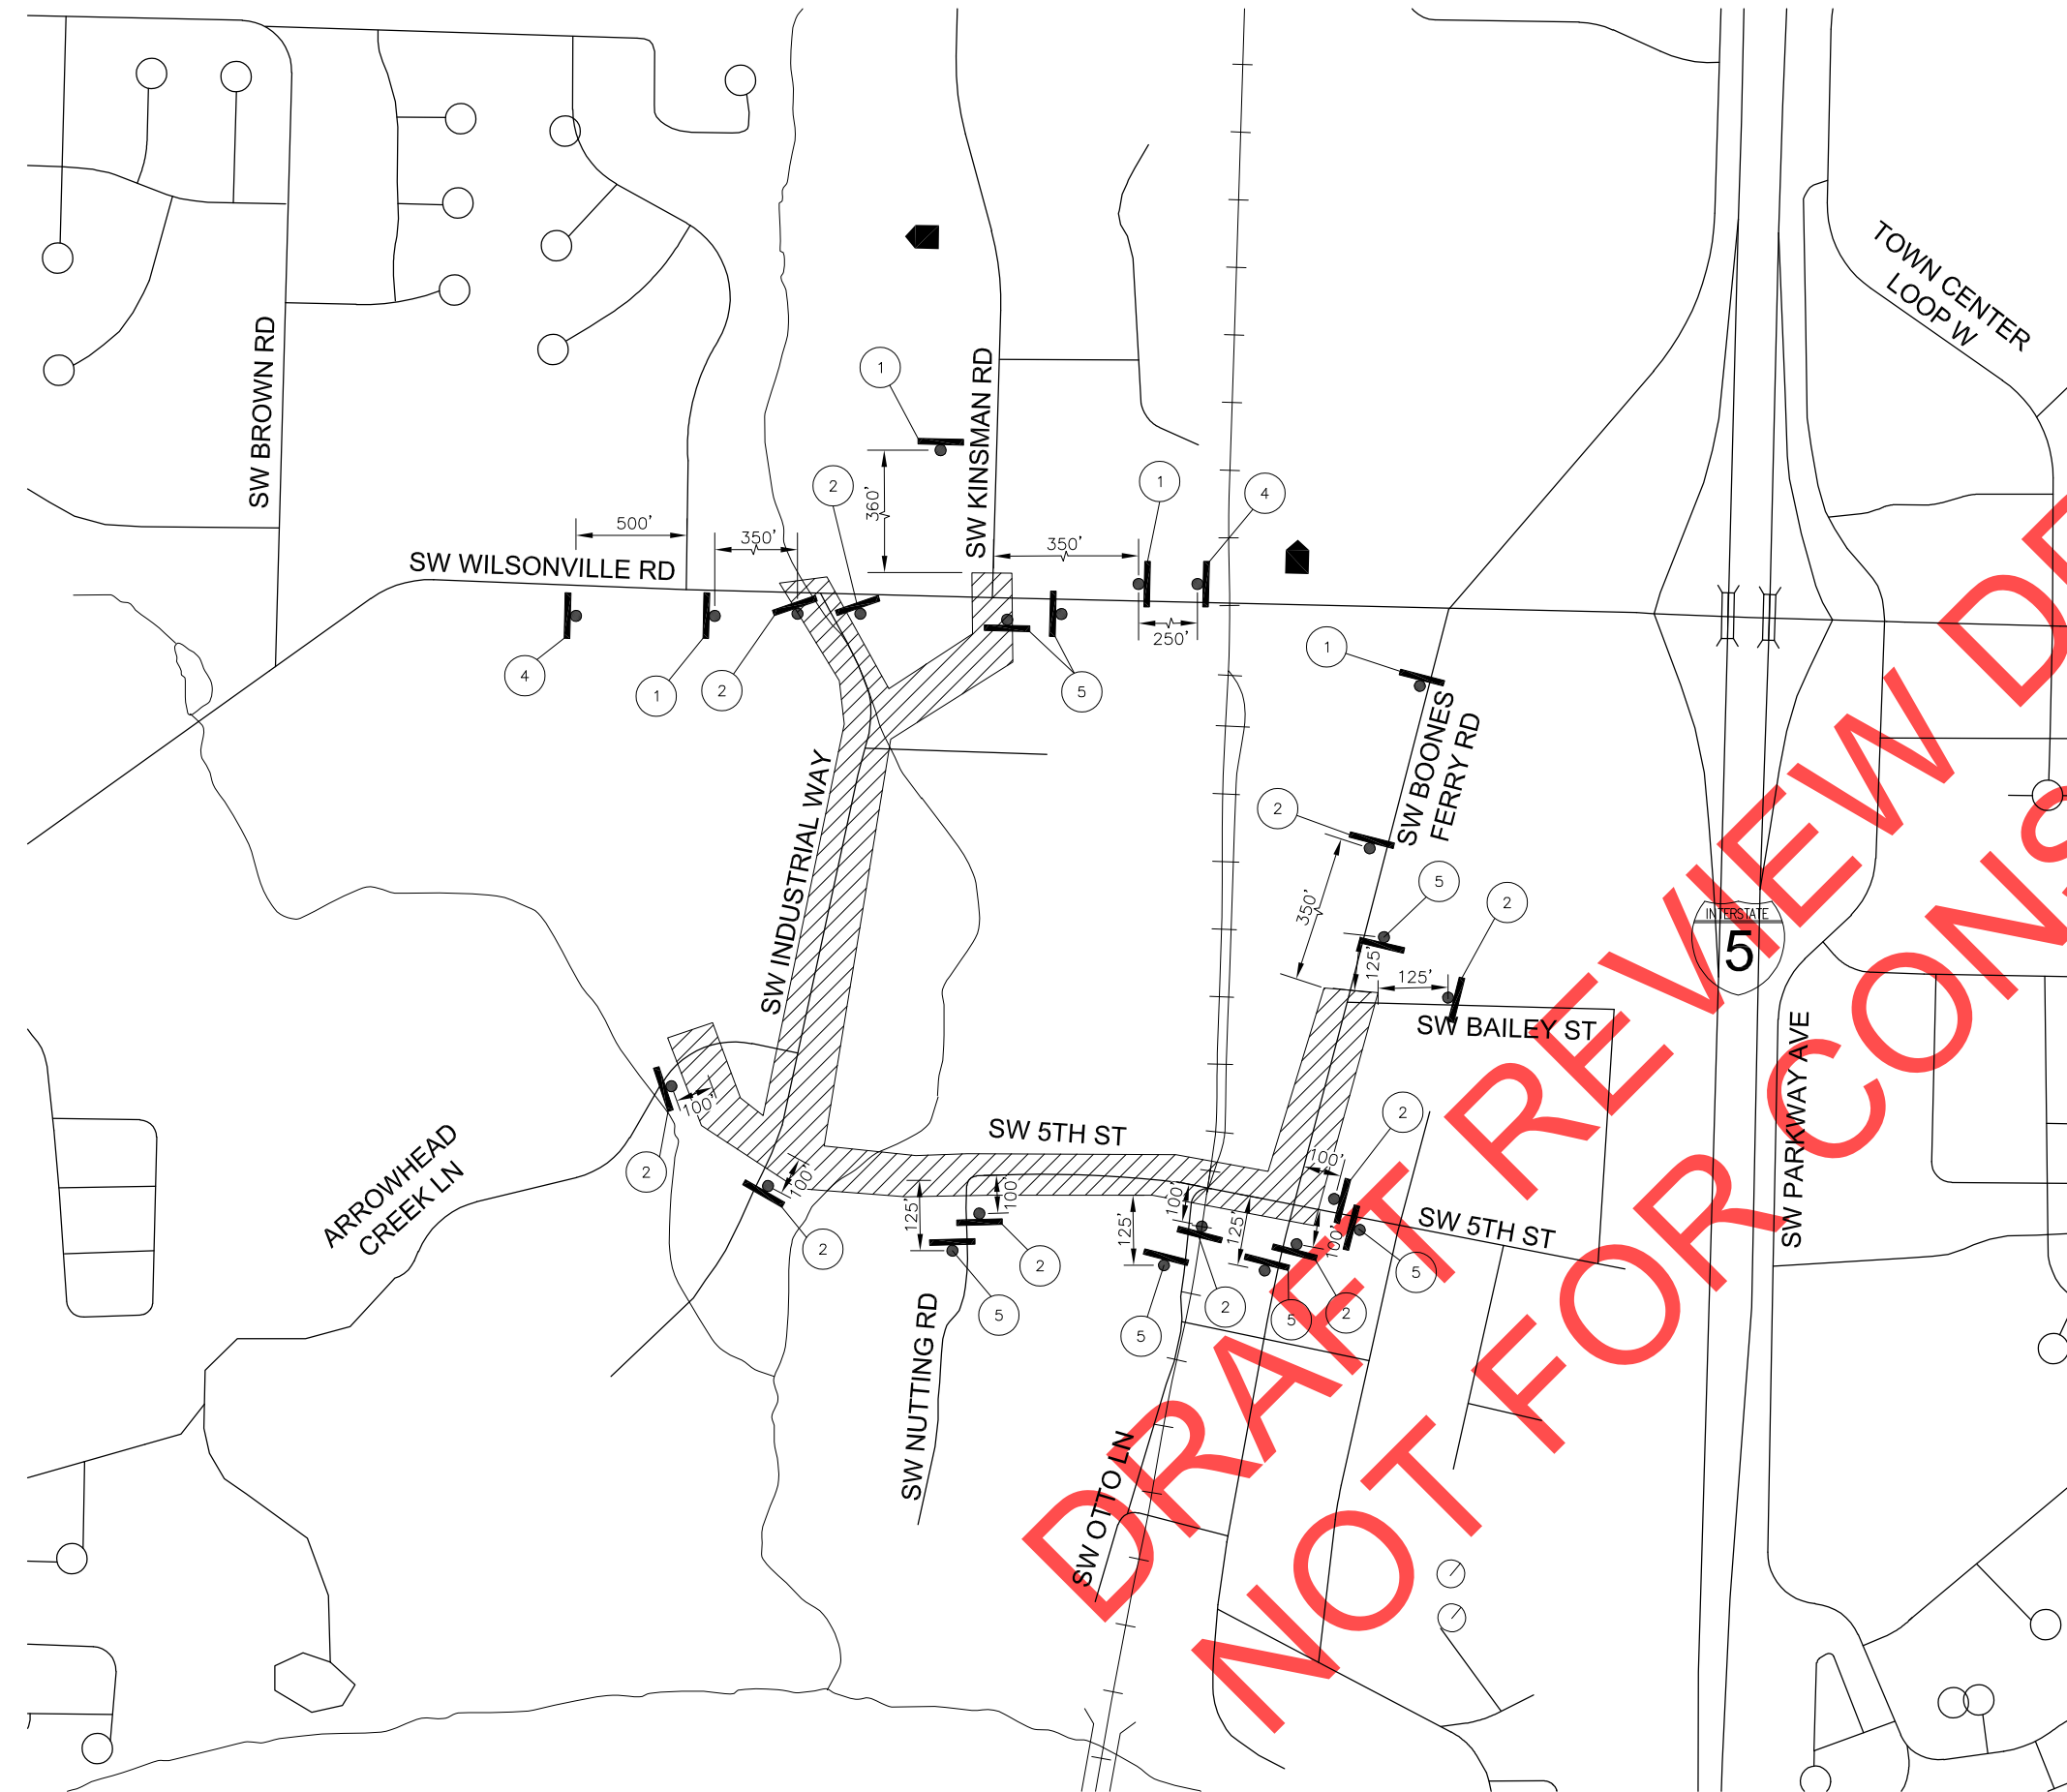 TOWN CENTER
LOOP W
SW BROWN RD
1
SW KINSMAN RD
2
360'
1
4
500'
350'
350'
SW WILSONVILLE RD
250'
4
1
2
5
1
SW BOONES
FERRY RD
SW INDUSTRIAL WAY
2
5
2
350'
125'
125'
INTERSTATE
5
SW BAILEY ST
SW PARKWAY AVE
100'
2
ARROWHEAD
CREEK LN
100'
2
SW 5TH ST
2
100'
SW 5TH ST
125'
100'
125'
100'
125'
100'
2
5
5
2
5
2
5
SW NUTTING RD
SW OTTO LN
DRAFT REVIEW
NOT FOR CONS